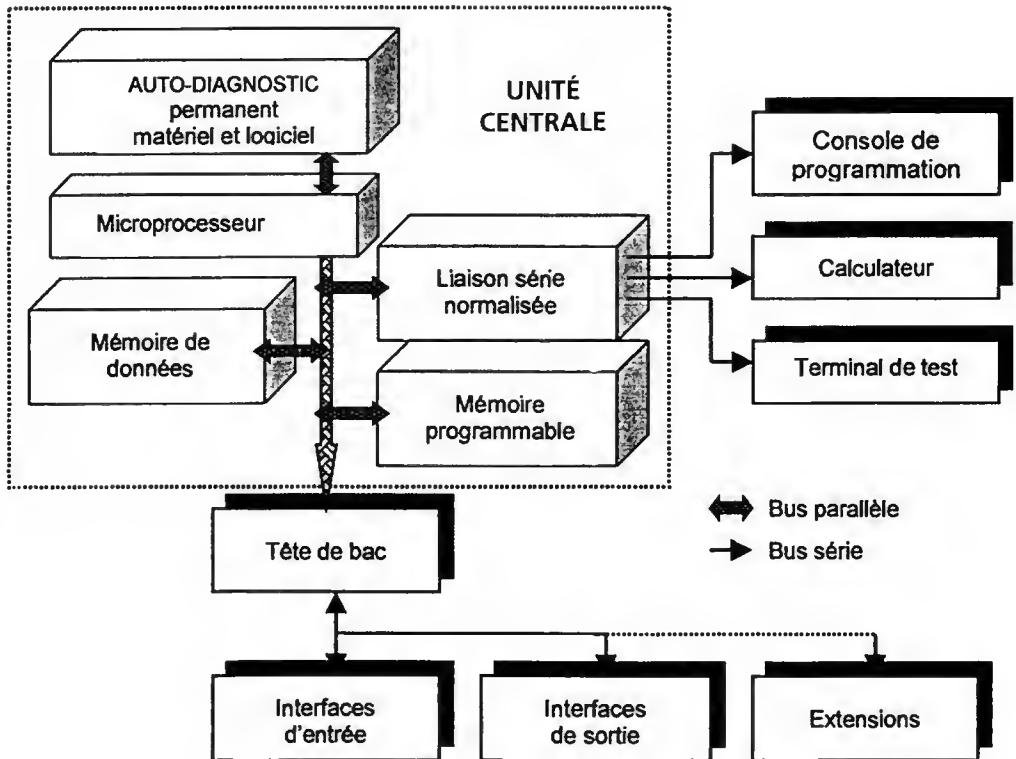 AUTO-DIAGNOSTIC
permanent
matériel et logiciel
UNITÉ
CENTRALE
Microprocesseur
Liaison série
normalisée
Mémoire de
données
Mémoire
programmable
Console de
programmation
Calculateur
Terminal de test
Bus parallèle
Bus série
Tête de bac
Interfaces
d'entrée
Interfaces
de sortie
Extensions